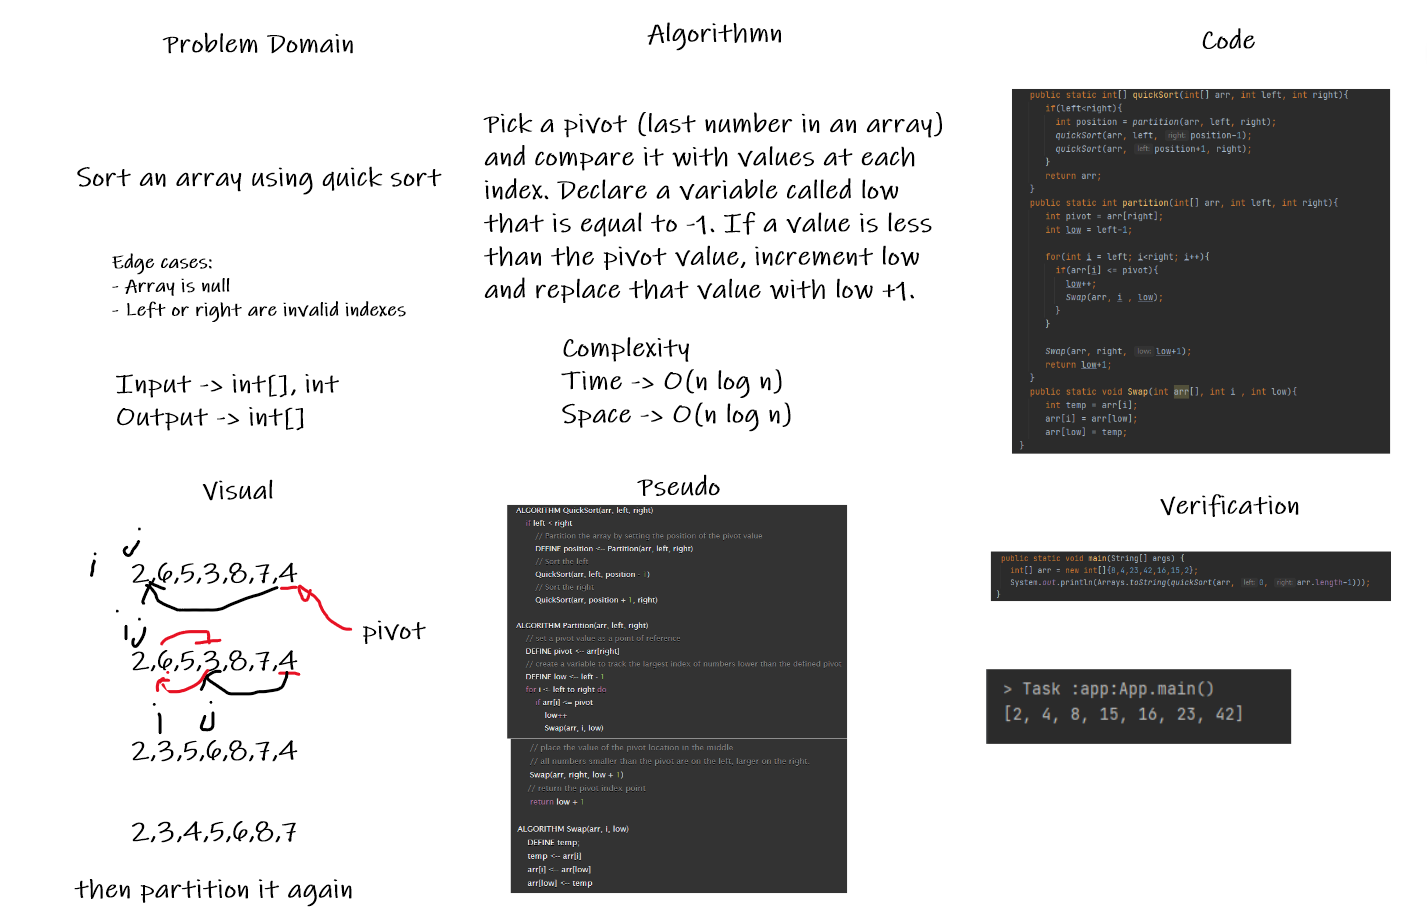 Problem Domain
Sort an array using quick sort
Edge cases:
- Array is null
- Left or right are invalid indexes
Input -> int[], int
Output -> int[]
Visual
i
j
2,6,5,3,8,7,4
pivot
i j
2,6,5,3,8,7,4
i
j
2,3,5,6,8,7,4
2,3,4,5,6,8,7
then partition it again
Algorithmn
Pick a pivot (last number in an array)
and compare it with values at each
index. Declare a variable called low
that is equal to -1. If a value is less
than the pivot value, increment low
and replace that value with low +1.
Complexity
Time -> O(n log n)
Space -> O(n log n)
Pseudo
ALGORITHM QuickSort(arr, left, right)
if left < right
// Partition the array by setting the position of the pivot value
DEFINE position <-- Partition(arr, left, right)
// Sort the left
QuickSort(arr, left, position - 1)
// Sort the right
QuickSort(arr, position + 1, right)
ALGORITHM Partition(arr, left, right)
// set a pivot value as a point of reference
DEFINE pivot <-- arr[right]
// create a variable to track the largest index of numbers lower than the defined pivot
DEFINE low <-- left - 1
for i <- left to right do
if arr[i] <= pivot
low++
Swap(arr, i, low)
// place the value of the pivot location in the middle.
// all numbers smaller than the pivot are on the left, larger on the right.
Swap(arr, right, low + 1)
// return the pivot index point
return low + 1
ALGORITHM Swap(arr, i, low)
DEFINE temp;
temp <-- arr[i]
arr[i] <-- arr[low]
arr[low] <-- temp
Code
public static int[] quickSort(int[] arr, int left, int right){
if(left<right){
int position = partition(arr, left, right);
quickSort(arr, left, right: position-1);
quickSort(arr, left: position+1, right);
}
return arr;
}
public static int partition(int[] arr, int left, int right){
int pivot = arr[right];
int low = left-1;
for(int i = left; i<right; i++){
if(arr[i] <= pivot){
low++;
Swap(arr, i , low);
}
}
Swap(arr, right, low: low+1);
return low+1;
}
public static void Swap(int arr[], int i , int low){
int temp = arr[i];
arr[i] = arr[low];
arr[low] = temp;
}
Verification
public static void main(String[] args) {
int[] arr = new int[]{8,4,23,42,16,15,2};
System.out.println(Arrays.toString(quickSort(arr, left: 0, right: arr.length-1)));
}
> Task :app:App.main()
[2, 4, 8, 15, 16, 23, 42]